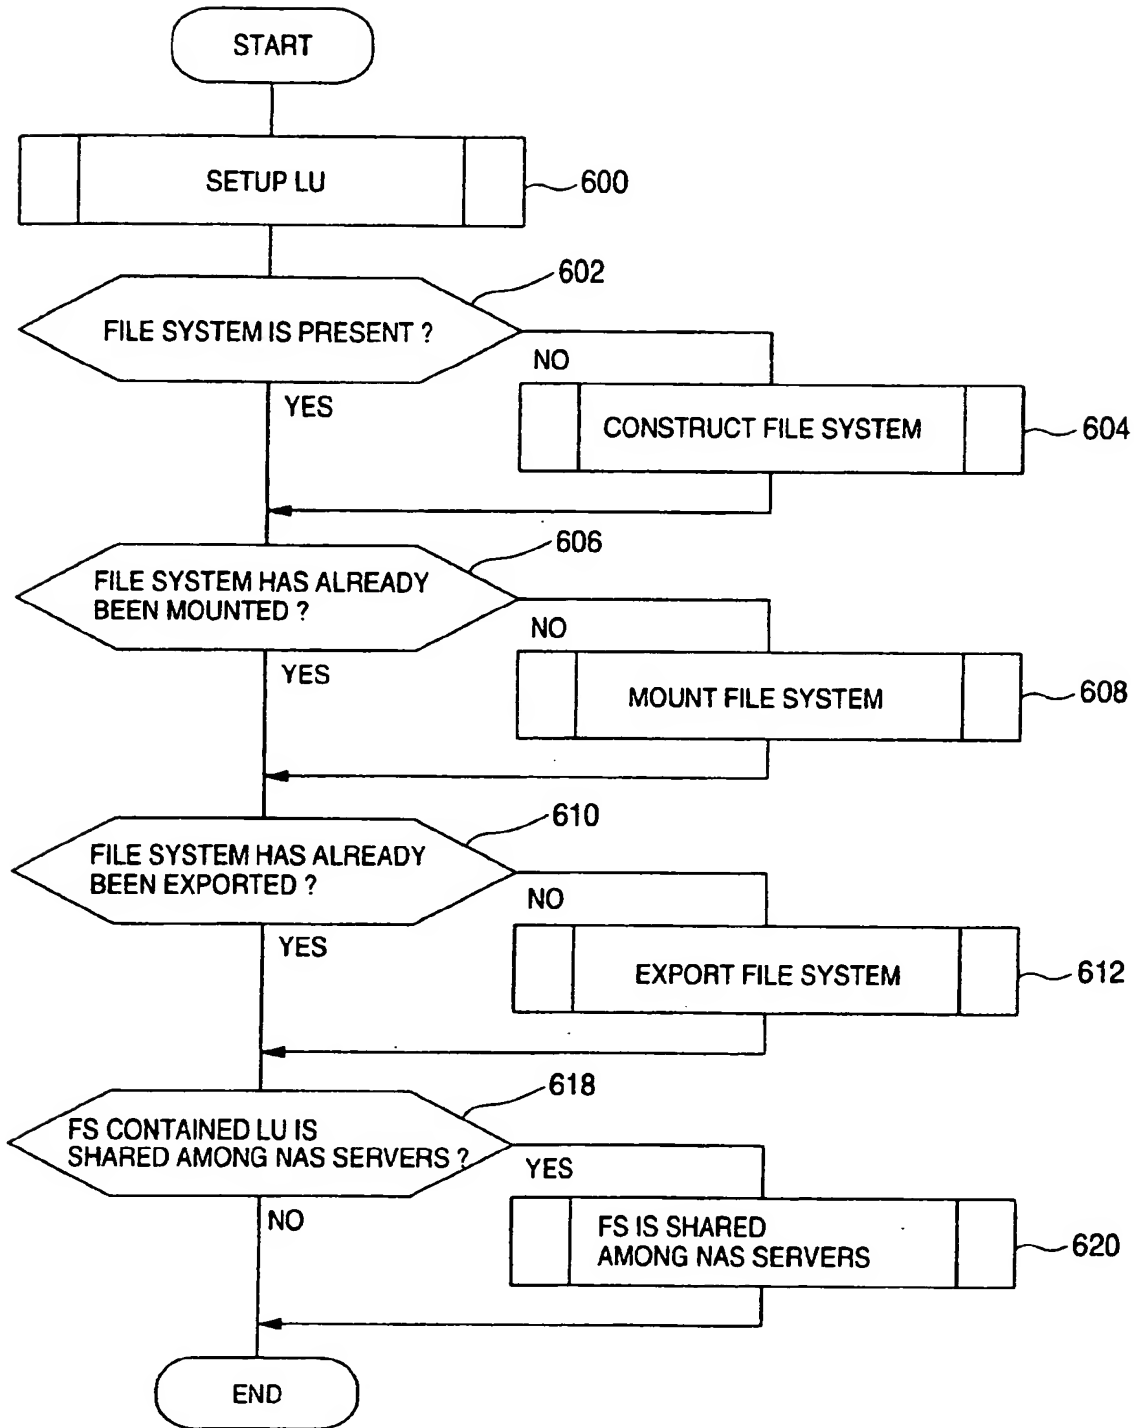 START
SETUP LU
600
602
FILE SYSTEM IS PRESENT ?
NO
YES
CONSTRUCT FILE SYSTEM
604
606
FILE SYSTEM HAS ALREADY
BEEN MOUNTED ?
NO
YES
MOUNT FILE SYSTEM
608
610
FILE SYSTEM HAS ALREADY
BEEN EXPORTED ?
NO
YES
EXPORT FILE SYSTEM
612
618
FS CONTAINED LU IS
SHARED AMONG NAS SERVERS ?
YES
NO
FS IS SHARED
AMONG NAS SERVERS
620
END